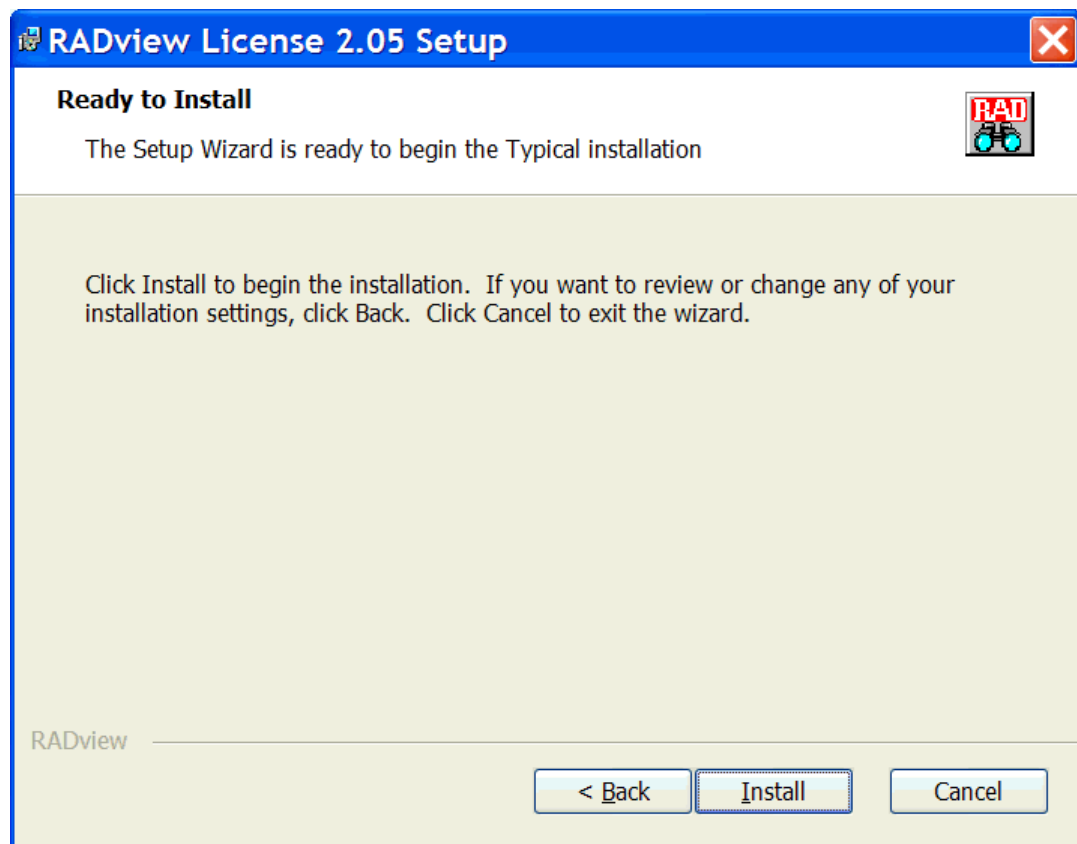 RADview License 2.05 Setup
Ready to Install
RAD
The Setup Wizard is ready to begin the Typical installation
Click Install to begin the installation.  If you want to review or change any of your
installation settings, click Back.  Click Cancel to exit the wizard.
RADview
< Back
Install
Cancel